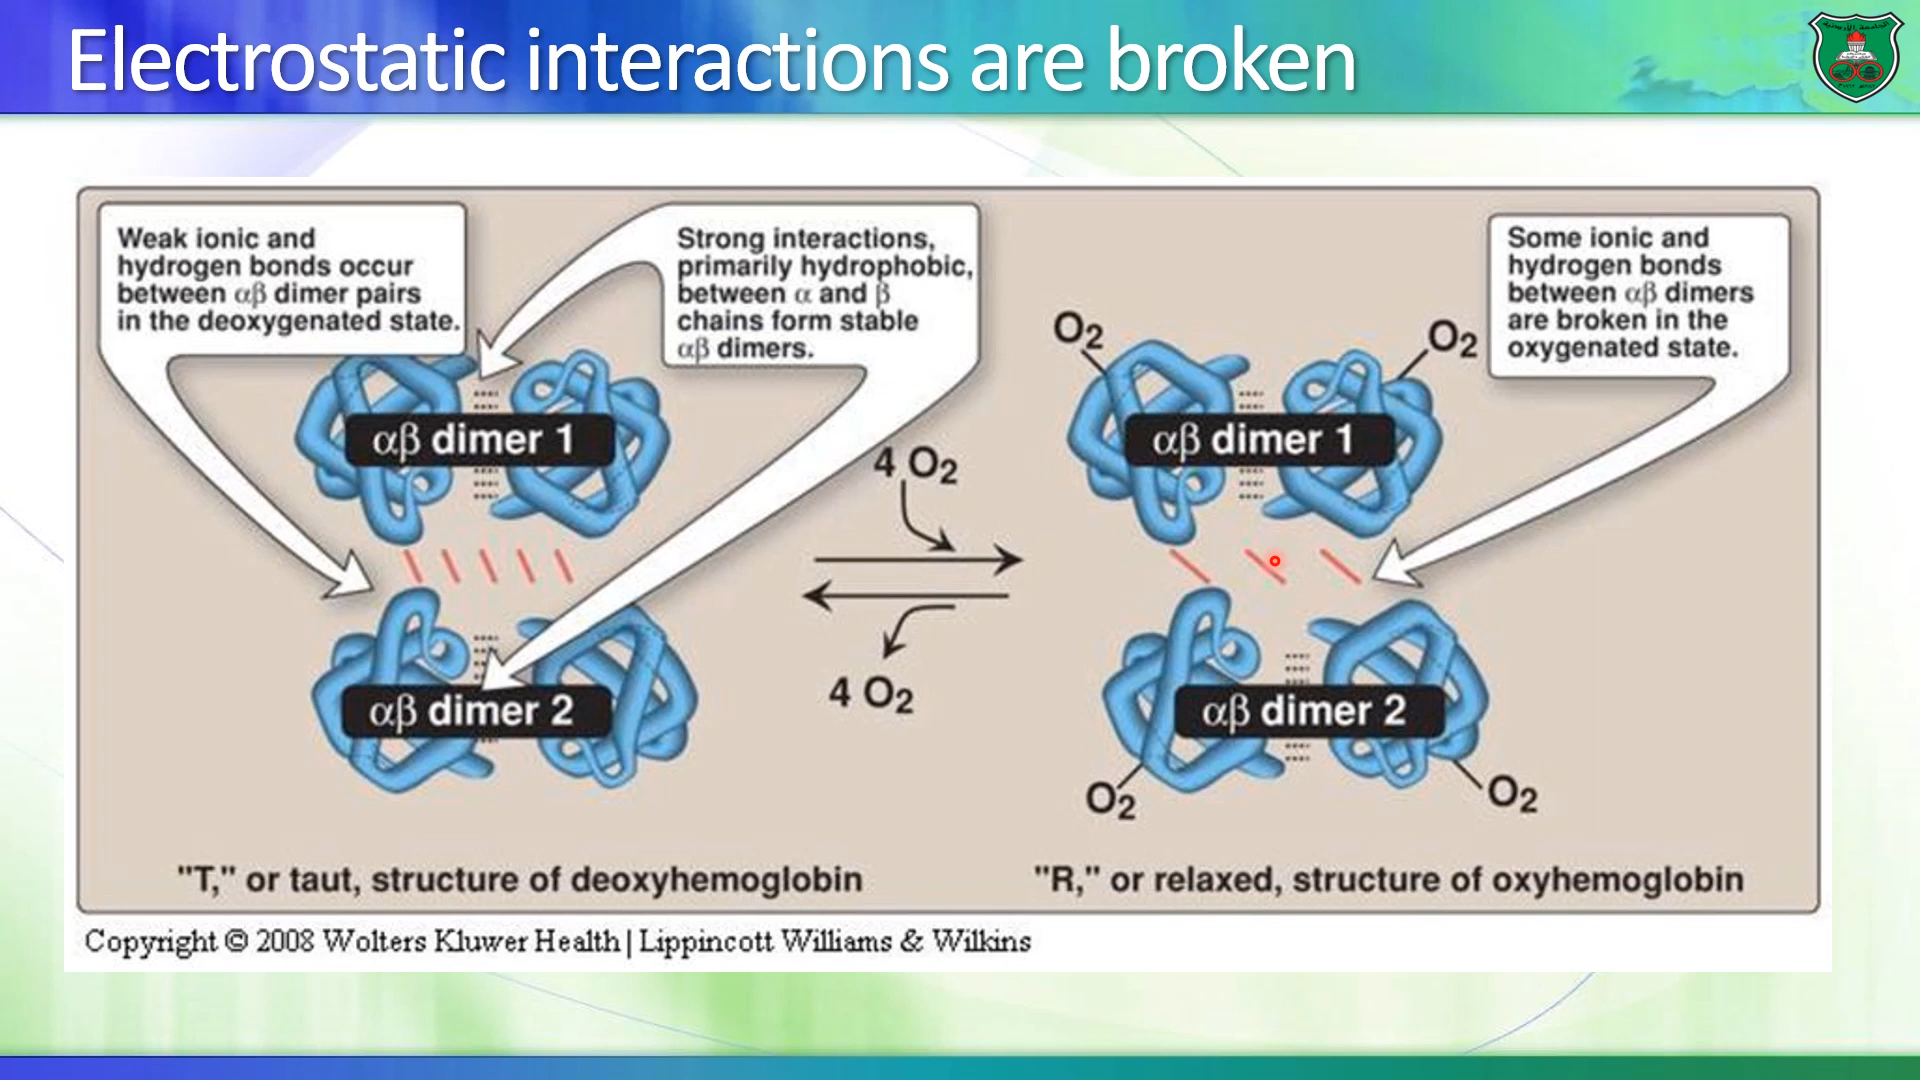 Electrostatic interactions are broken
Weak ionic and
hydrogen bonds occur
between αβ dimer pairs
in the deoxygenated state.
Strong interactions,
primarily hydrophobic,
between α and β
chains form stable
αβ dimers.
Some ionic and
hydrogen bonds
between αβ dimers
are broken in the
oxygenated state.
αβ dimer 1
αβ dimer 2
4 O2
4 O2
O2
O2
αβ dimer 1
αβ dimer 2
O2
O2
"T," or taut, structure of deoxyhemoglobin
"R," or relaxed, structure of oxyhemoglobin
Copyright © 2008 Wolters Kluwer Health | Lippincott Williams & Wilkins